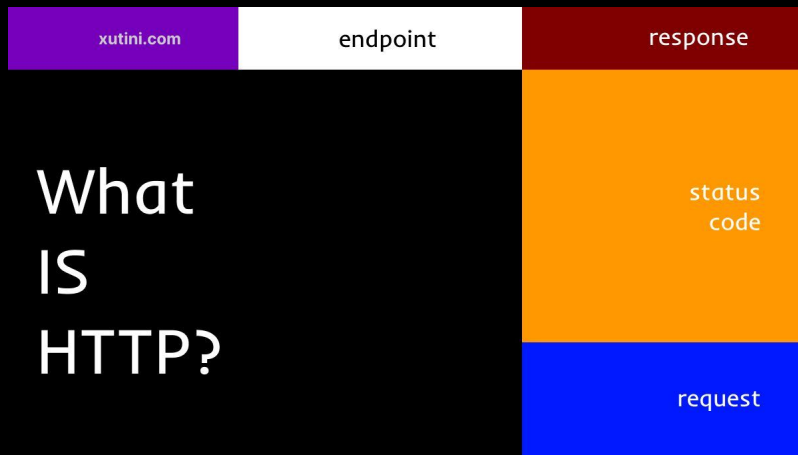 xutini.com
endpoint
response
What
IS
HTTP?
status
code
request